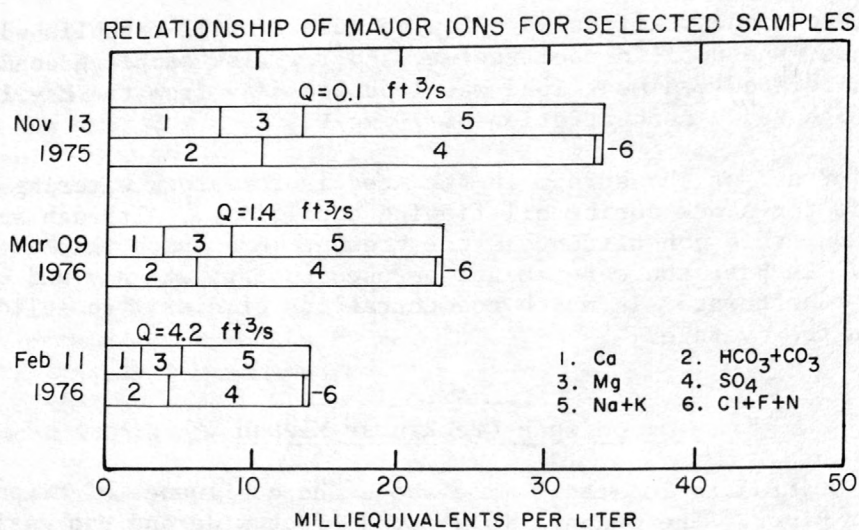 RELATIONSHIP OF MAJOR IONS FOR SELECTED SAMPLES
Q=0.1 ft³/s
Nov 13 1 3 5
1975 2 4 -6
Q=1.4 ft³/s
Mar 09 1 3 5
1976 2 4 -6
Q=4.2 ft³/s
Feb 11 1 3 5
1976 2 4 -6
1. Ca 2. HCO₃+CO₃
3. Mg 4. SO₄
5. Na+K 6. Cl+F+N
0 10 20 30 40 50
MILLIEQUIVALENTS PER LITER